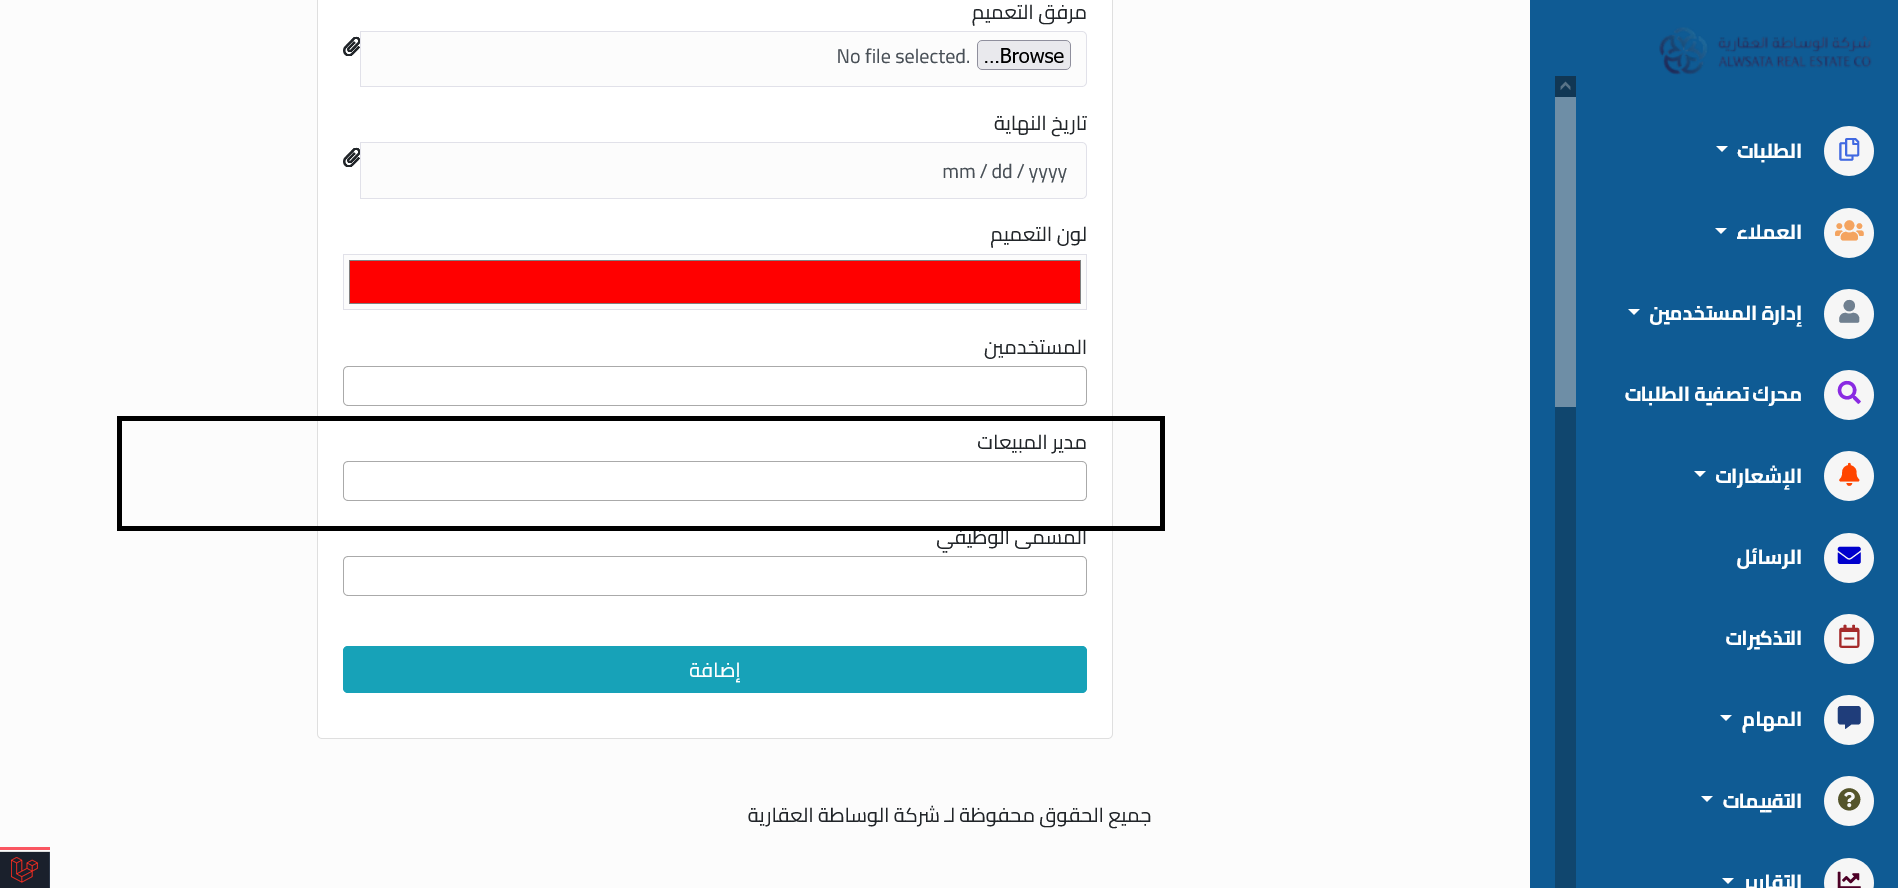 مرفق التعميم
Browse... No file selected.
تاريخ النهاية
mm / dd / yyyy
لون التعميم
المستخدمين
مدير المبيعات
المسمى الوظيفي
إضافة
جميع الحقوق محفوظة لـ شركة الوساطة العقارية
شركة الوساطة العقارية
ALWSATA REAL ESTATE CO
الطلبات
العملاء
إدارة المستخدمين
محرك تصفية الطلبات
الإشعارات
الرسائل
التذكيرات
المهام
التقييمات
التقارير